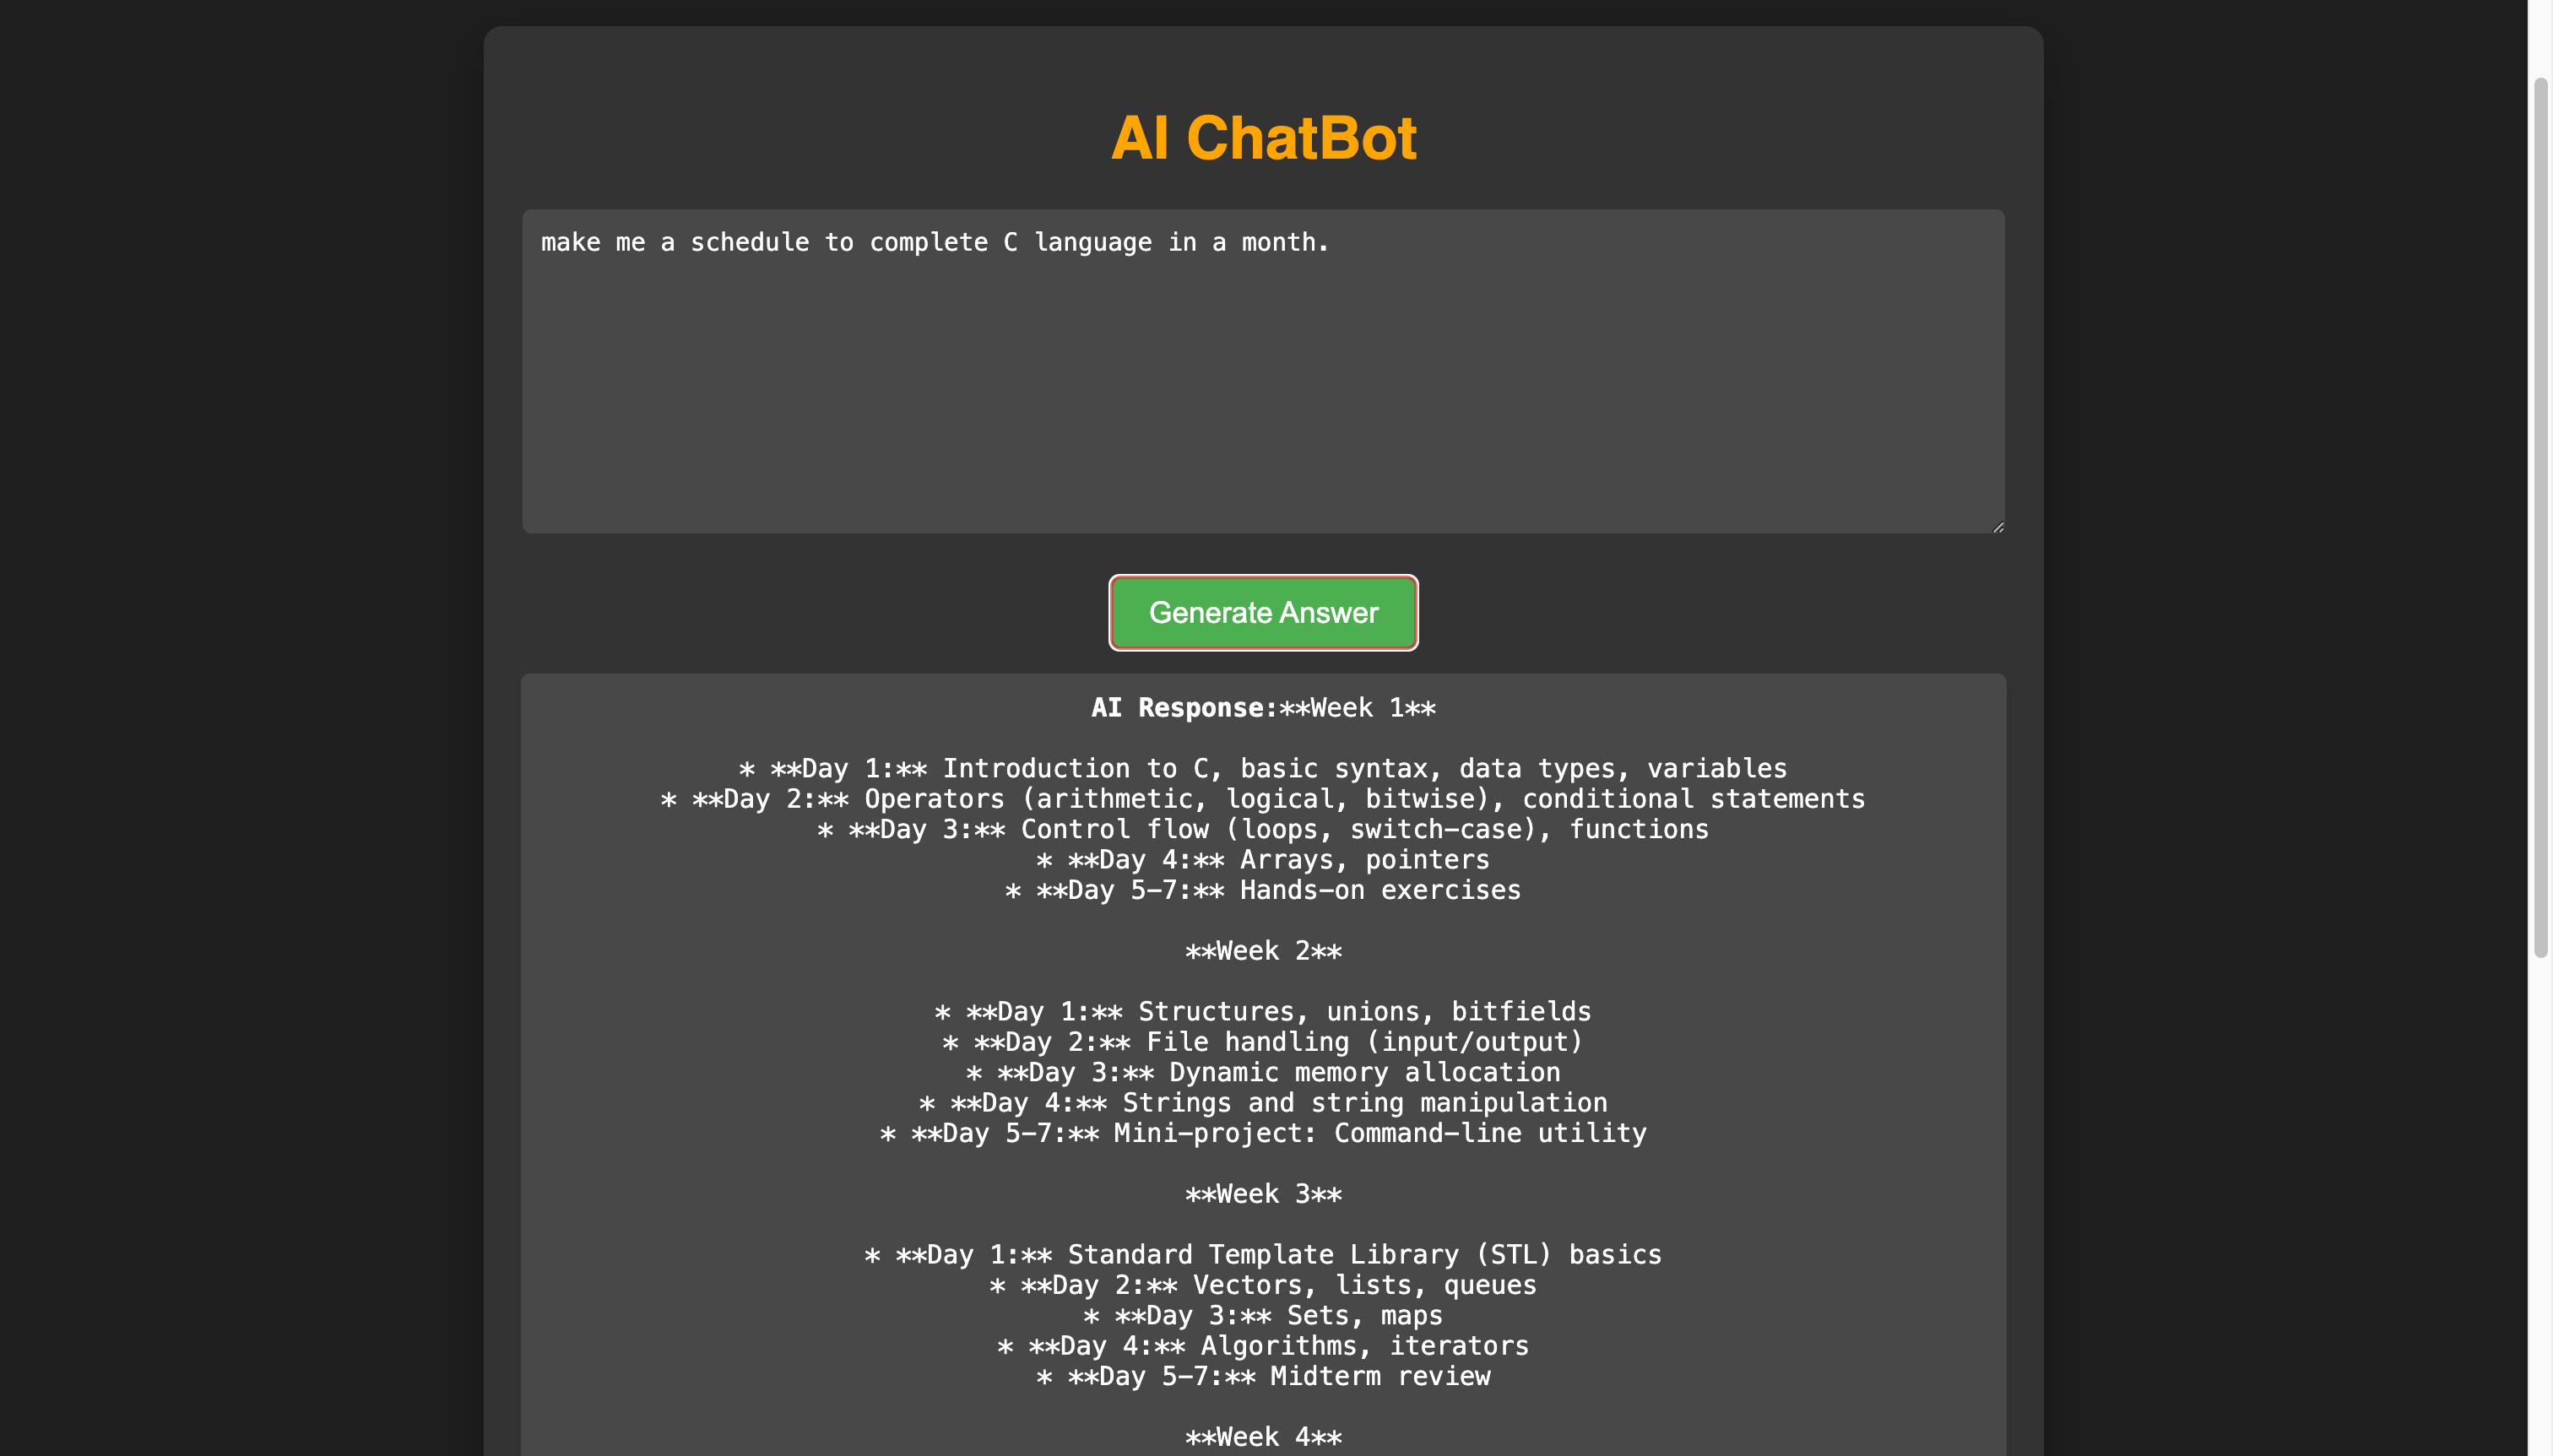 AI ChatBot
make me a schedule to complete C language in a month.
Generate Answer
AI Response:**Week 1**
* **Day 1:** Introduction to C, basic syntax, data types, variables
* **Day 2:** Operators (arithmetic, logical, bitwise), conditional statements
* **Day 3:** Control flow (loops, switch-case), functions
* **Day 4:** Arrays, pointers
* **Day 5-7:** Hands-on exercises
**Week 2**
* **Day 1:** Structures, unions, bitfields
* **Day 2:** File handling (input/output)
* **Day 3:** Dynamic memory allocation
* **Day 4:** Strings and string manipulation
* **Day 5-7:** Mini-project: Command-line utility
**Week 3**
* **Day 1:** Standard Template Library (STL) basics
* **Day 2:** Vectors, lists, queues
* **Day 3:** Sets, maps
* **Day 4:** Algorithms, iterators
* **Day 5-7:** Midterm review
**Week 4**